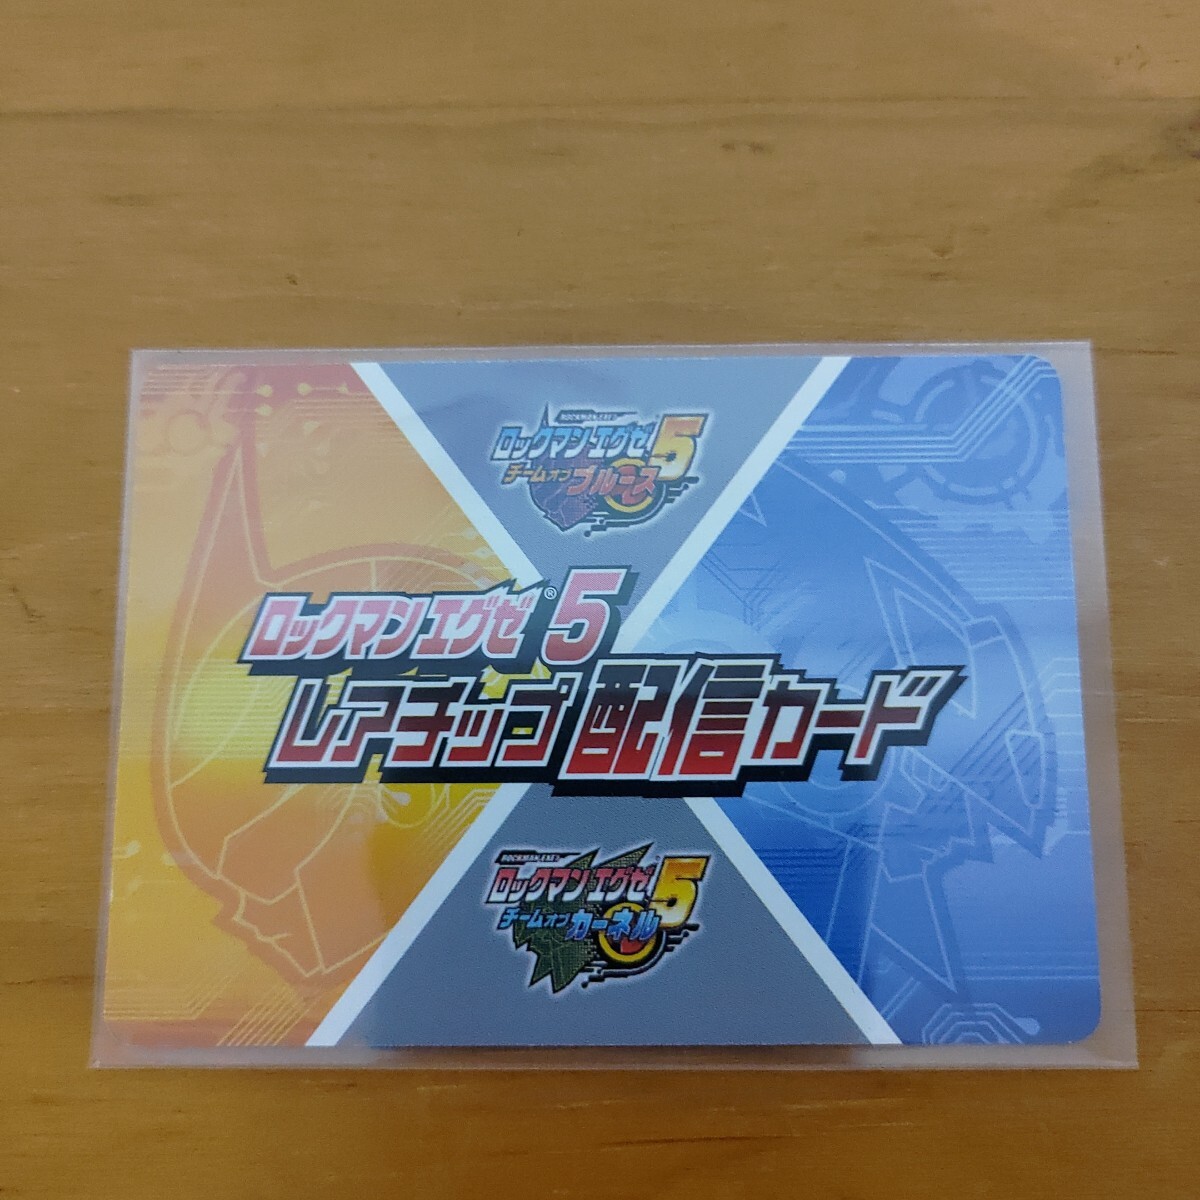 ROCKMAN.EXE5
ロックマン エグゼ5
チームオブ ブルース
ロックマン エグゼ®5
レアチップ配信カード
ROCKMAN.EXE5
ロックマン エグゼ5
チームオブ カーネル